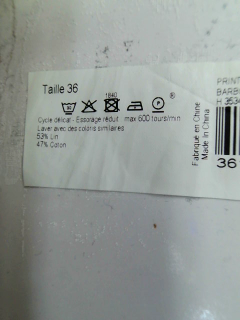 Taille 36
1840
®
Cycle délicat - Essorage réduit : max 600 tours/min
Laver avec des coloris similaires
53% Lin
47% Coton
Fabriqué en Chine
Made In China
PRINT
BARB
36